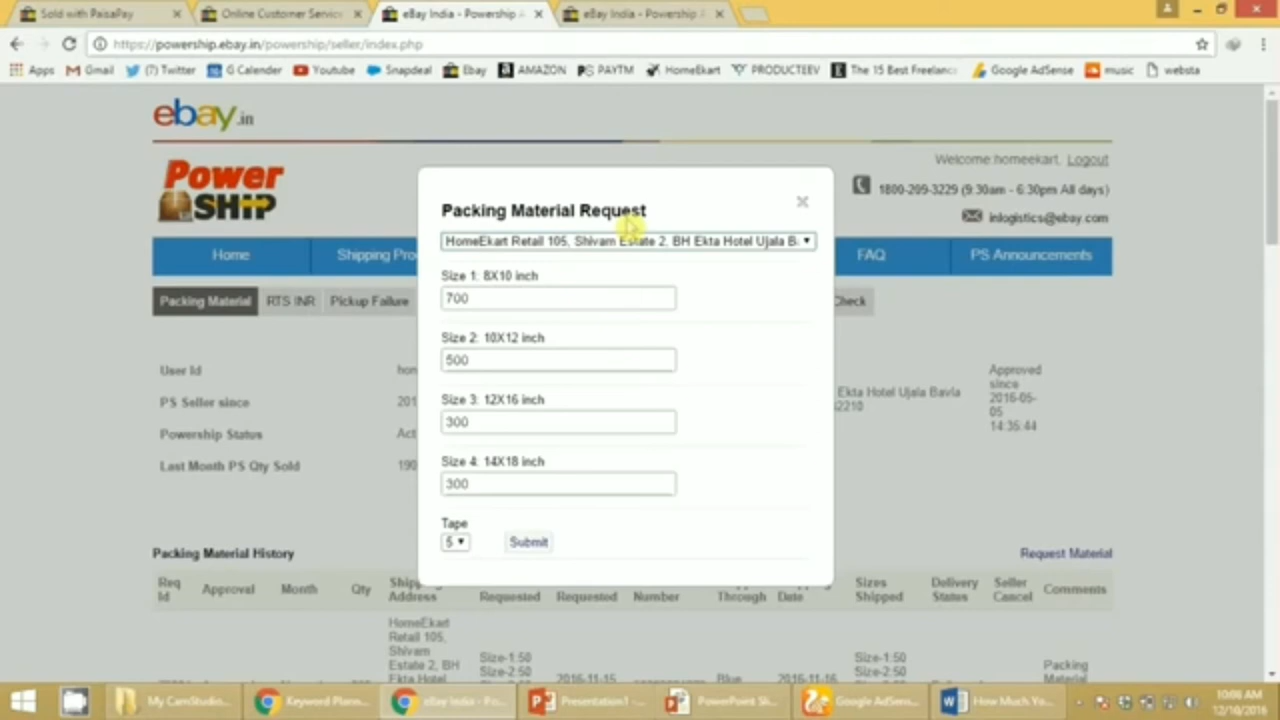 Sold with PaisaPay
Online Customer Service
eBay India - Powership A
eBay India - Powership A
https://powership.ebay.in/powership/seller/index.php
Apps Gmail (7) Twitter G Calender Youtube Snapdeal Ebay AMAZON PAYTM HomeEkart PRODUCTEEV The 15 Best Freelanc Google AdSense music websta
ebay.in
Power SHIP
Welcome homeekart, Logout
1800-209-3229 (9:30am - 6:30pm All days)
inlogistics@ebay.com
Home Shipping Pro FAQ PS Announcements
Packing Material RTS INR Pickup Failure Check
Packing Material Request
HomeEkart Retail 105, Shivam Estate 2, BH Ekta Hotel Ujala B
Size 1: 8X10 inch
700
Size 2: 10X12 inch
500
Size 3: 12X16 inch
300
Size 4: 14X18 inch
300
Tape
5 Submit
User Id hon
PS Seller since 201
Powership Status Act
Last Month PS Qty Sold 190
Ekta Hotel Ujala Bavla
82210
Approved
since
2016-05-
05
14:35:44
Packing Material History Request Material
Req Id Approval Month Qty Address Requested Requested Number Through Date Sizes Shipped Delivery Status Seller Cancel Comments
HomeEkart
Retail 105,
Shivam
Estate 2, BH
Ekta Hotel
Size-1:50
Size-2:50
2016-11-15
Blue
2016-11-16
Size-1:50
Size-2:50
Packing
Material
My CamStudio... Keyword Plann... eBay India - Po... Presentation1 -... PowerPoint Sli... Google AdSen... How Much Yo...
10:08 AM
12/10/2016